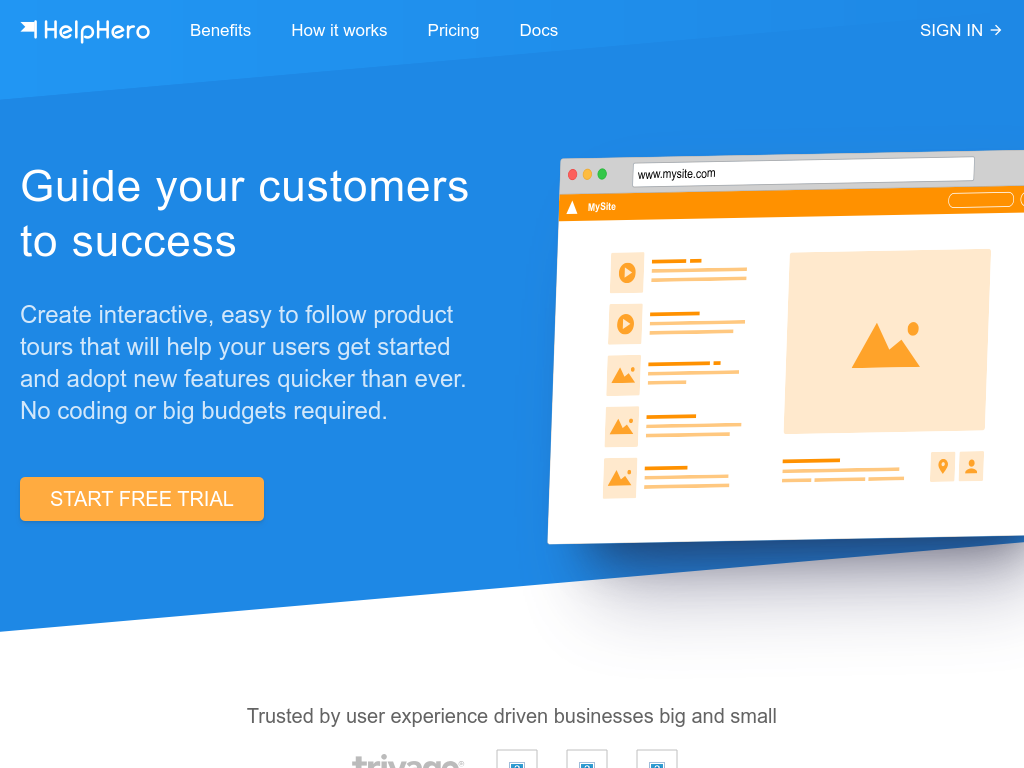 HelpHero
Benefits
How it works
Pricing
Docs
SIGN IN →
Guide your customers
to success
Create interactive, easy to follow product
tours that will help your users get started
and adopt new features quicker than ever.
No coding or big budgets required.
START FREE TRIAL
www.mysite.com
MySite
Trusted by user experience driven businesses big and small
trivago®